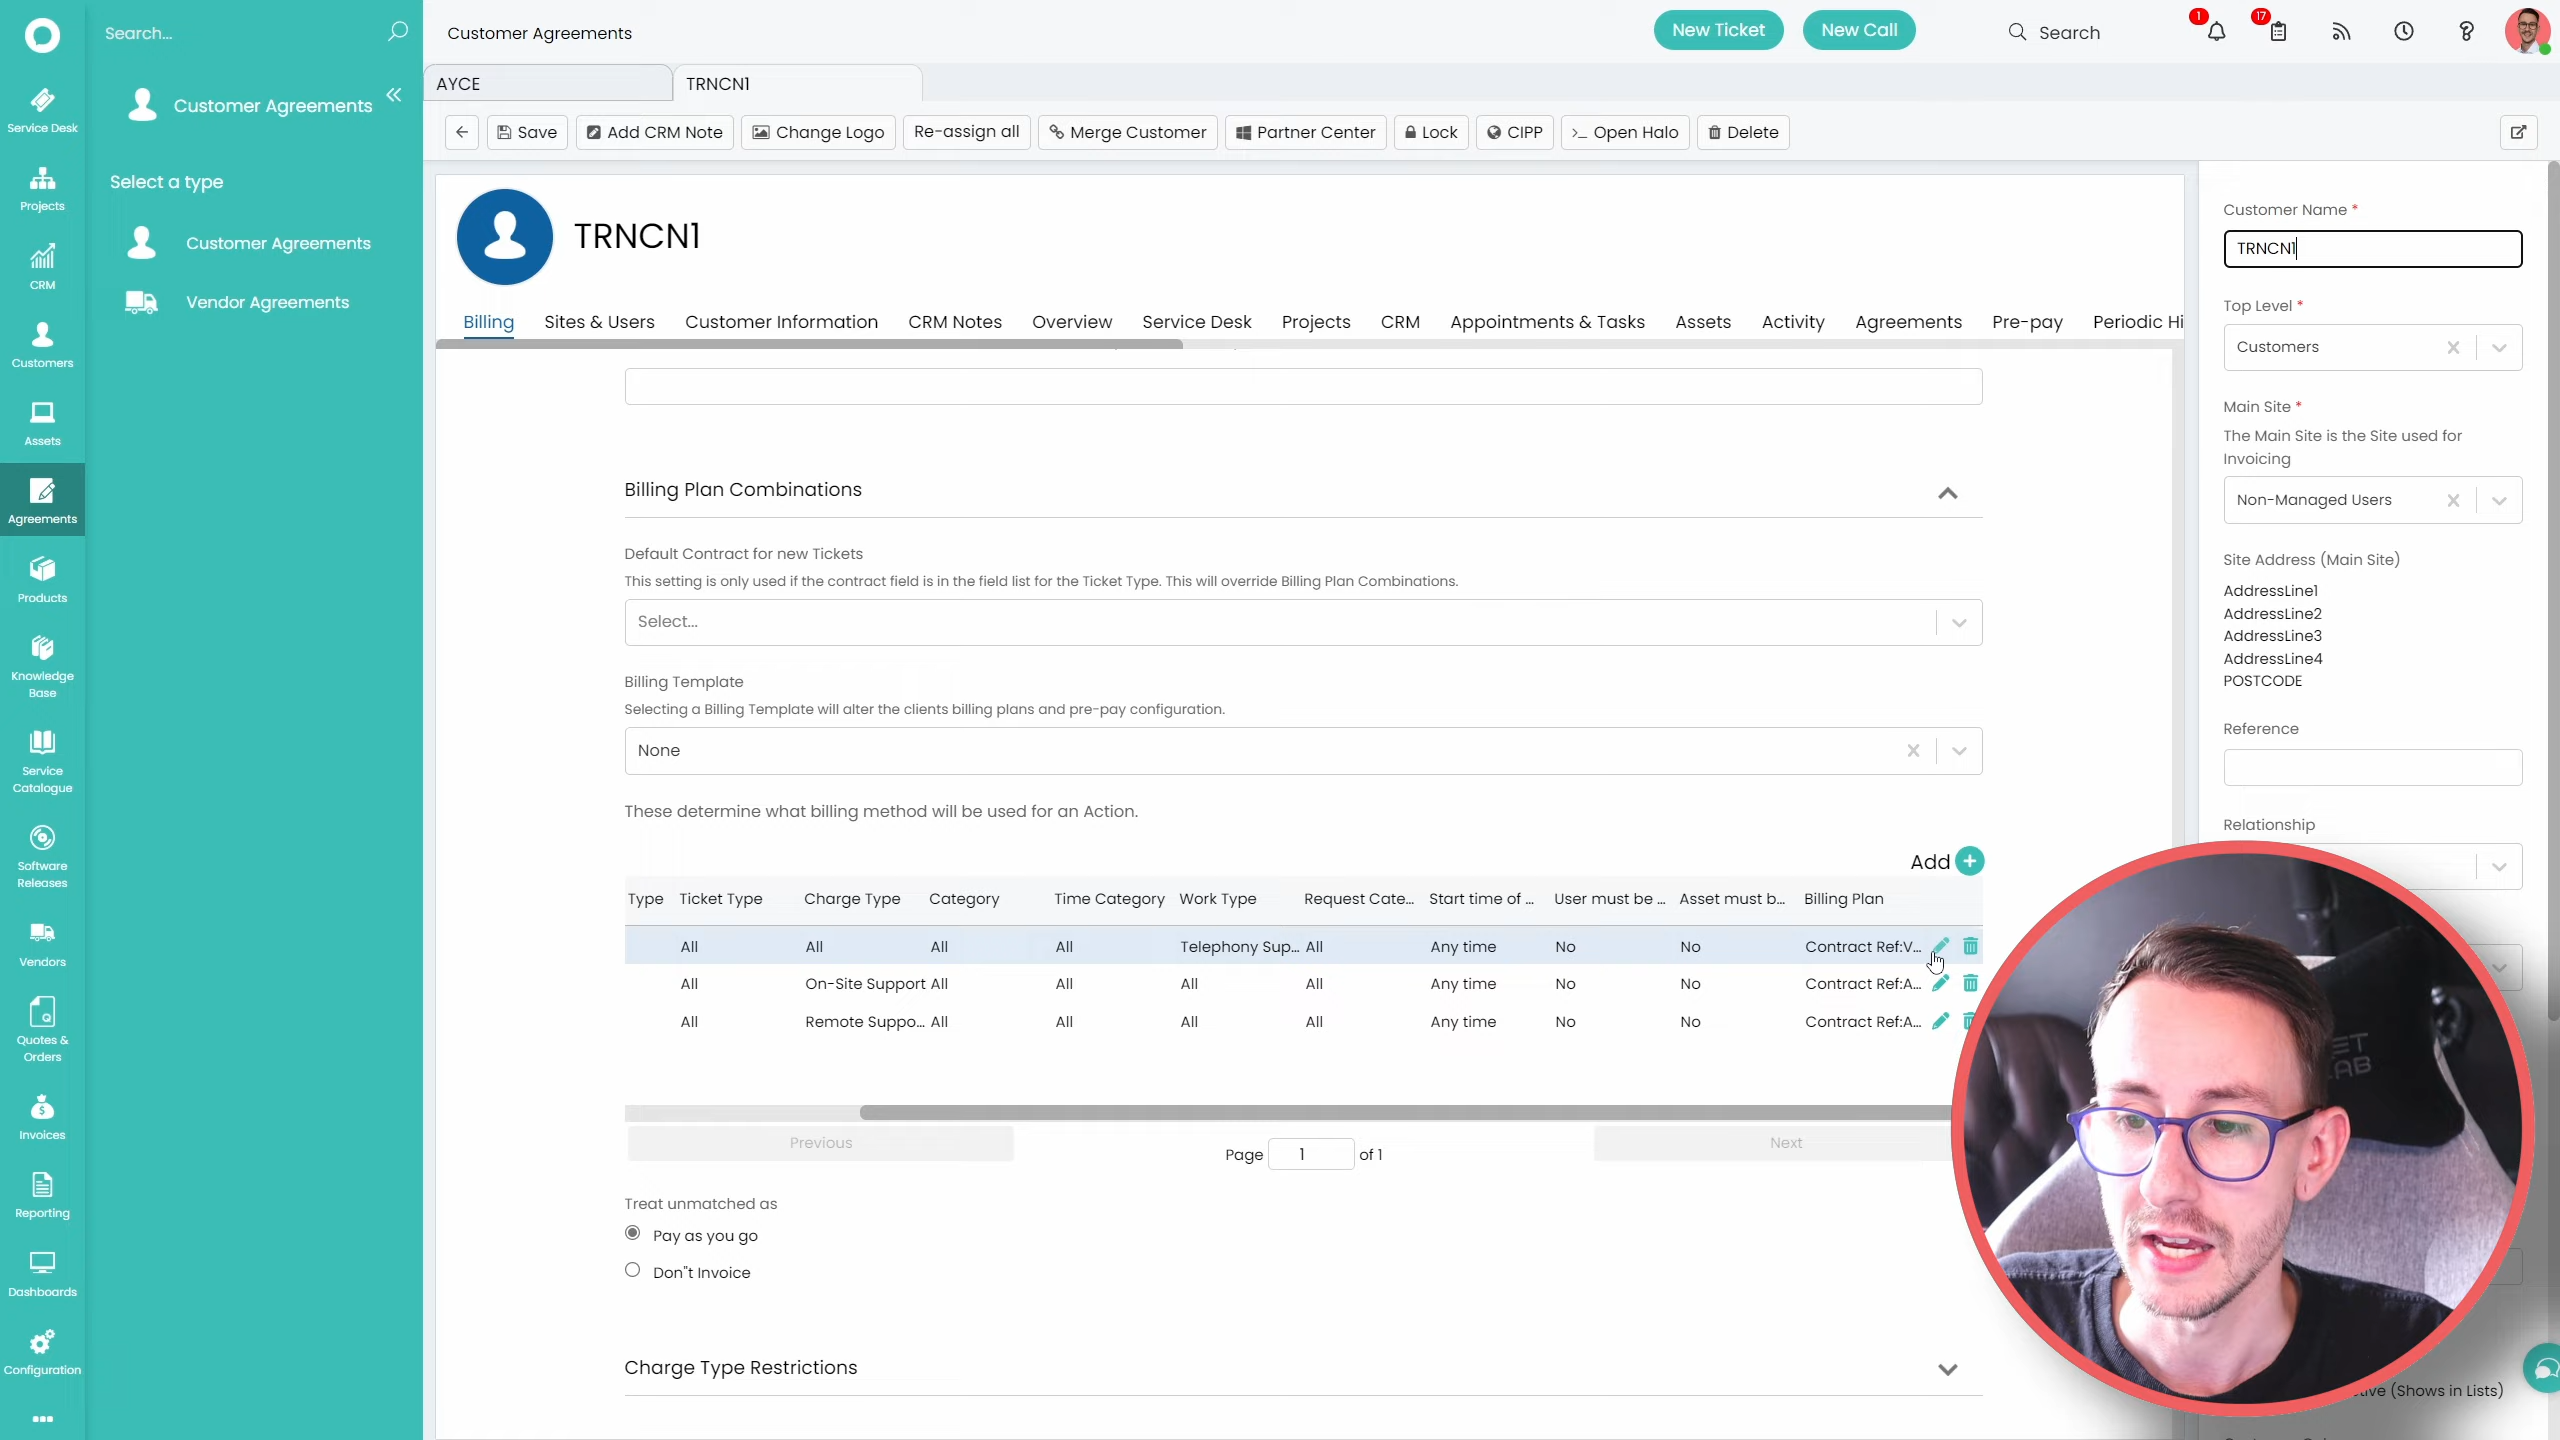 Search...
Customer Agreements
New Ticket
New Call
Search
1
17
Service Desk
Projects
CRM
Customers
Assets
Agreements
Products
Knowledge
Base
Service
Catalogue
Software
Releases
Vendors
Quotes &
Orders
Invoices
Reporting
Dashboards
Configuration
Customer Agreements
Select a type
Customer Agreements
Vendor Agreements
AYCE
TRNCN1
Save
Add CRM Note
Change Logo
Re-assign all
Merge Customer
Partner Center
Lock
CIPP
Open Halo
Delete
TRNCN1
Billing
Sites & Users
Customer Information
CRM Notes
Overview
Service Desk
Projects
CRM
Appointments & Tasks
Assets
Activity
Agreements
Pre-pay
Periodic Hi
Billing Plan Combinations
Default Contract for new Tickets
This setting is only used if the contract field is in the field list for the Ticket Type. This will override Billing Plan Combinations.
Select...
Billing Template
Selecting a Billing Template will alter the clients billing plans and pre-pay configuration.
None
These determine what billing method will be used for an Action.
Add
Type Ticket Type Charge Type Category Time Category Work Type Request Cate... Start time of ... User must be ... Asset must b... Billing Plan
All All All All Telephony Sup... All Any time No No Contract Ref:V...
All On-Site Support All All All All Any time No No Contract Ref:A...
All Remote Suppo... All All All All Any time No No Contract Ref:A...
Previous
Page 1 of 1
Next
Treat unmatched as
Pay as you go
Don"t Invoice
Charge Type Restrictions
Customer Name *
TRNCN1
Top Level *
Customers
Main Site *
The Main Site is the Site used for
Invoicing
Non-Managed Users
Site Address (Main Site)
AddressLine1
AddressLine2
AddressLine3
AddressLine4
POSTCODE
Reference
Relationship
(Shows in Lists)